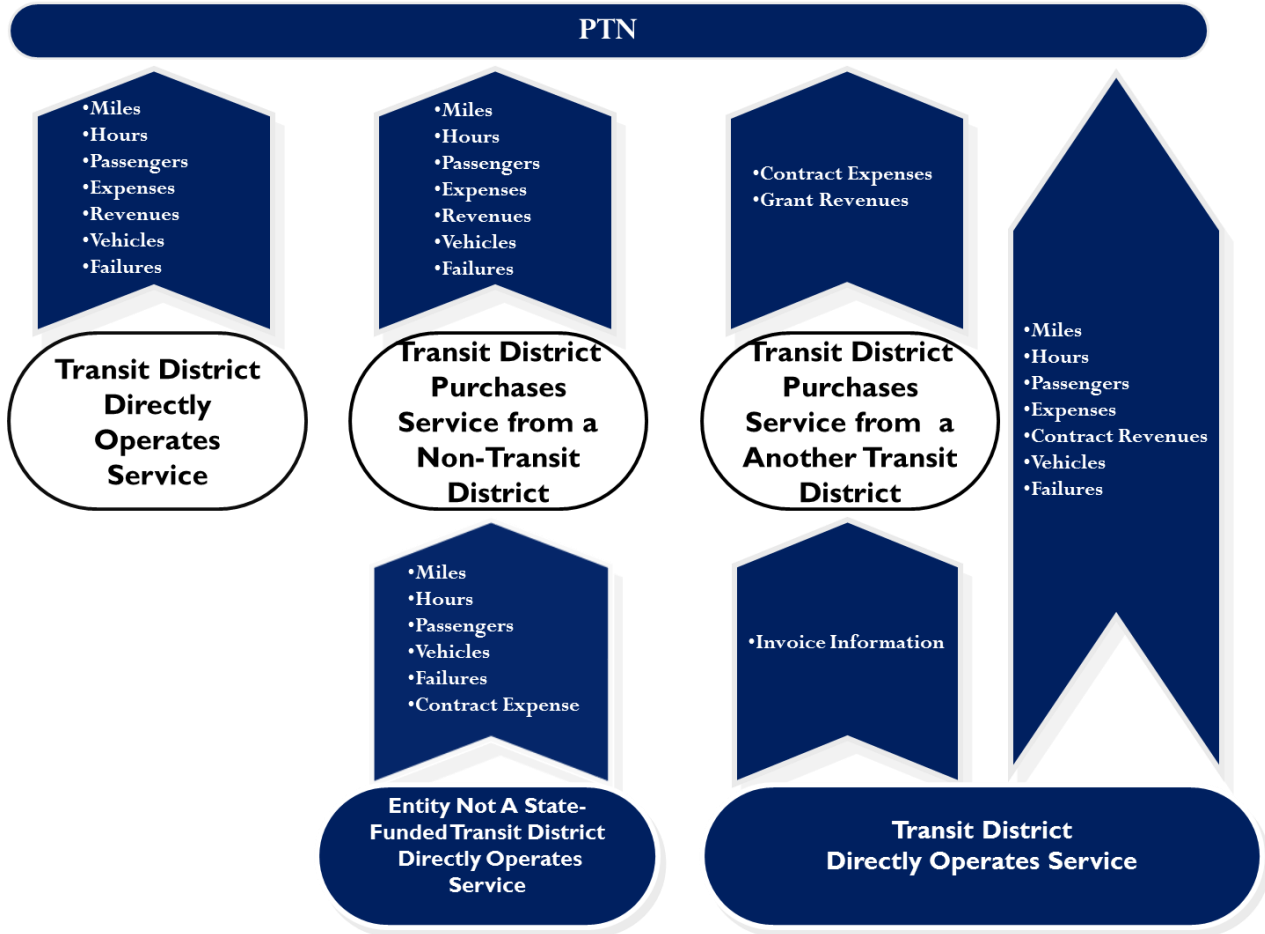 PTN
•Miles
•Hours
•Passengers
•Expenses
•Revenues
•Vehicles
•Failures
•Miles
•Hours
•Passengers
•Expenses
•Revenues
•Vehicles
•Failures
•Contract Expenses
•Grant Revenues
•Miles
•Hours
•Passengers
•Expenses
•Contract Revenues
•Vehicles
•Failures
Transit District
Directly
Operates
Service
Transit District
Purchases
Service from a
Non-Transit
District
Transit District
Purchases
Service from  a
Another Transit
District
•Miles
•Hours
•Passengers
•Vehicles
•Failures
•Contract Expense
•Invoice Information
Entity Not A State-
Funded Transit District
Directly Operates
Service
Transit District
Directly Operates Service